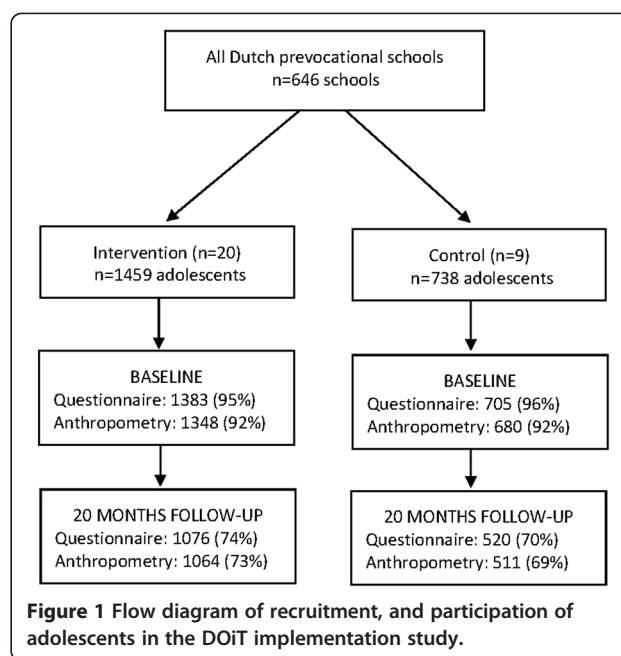 All Dutch prevocational schools
n=646 schools
Intervention (n=20)
n=1459 adolescents
Control (n=9)
n=738 adolescents
BASELINE
Questionnaire: 1383 (95%)
Anthropometry: 1348 (92%)
BASELINE
Questionnaire: 705 (96%)
Anthropometry: 680 (92%)
20 MONTHS FOLLOW-UP
Questionnaire: 1076 (74%)
Anthropometry: 1064 (73%)
20 MONTHS FOLLOW-UP
Questionnaire: 520 (70%)
Anthropometry: 511 (69%)
Figure 1 Flow diagram of recruitment, and participation of
adolescents in the DOiT implementation study.